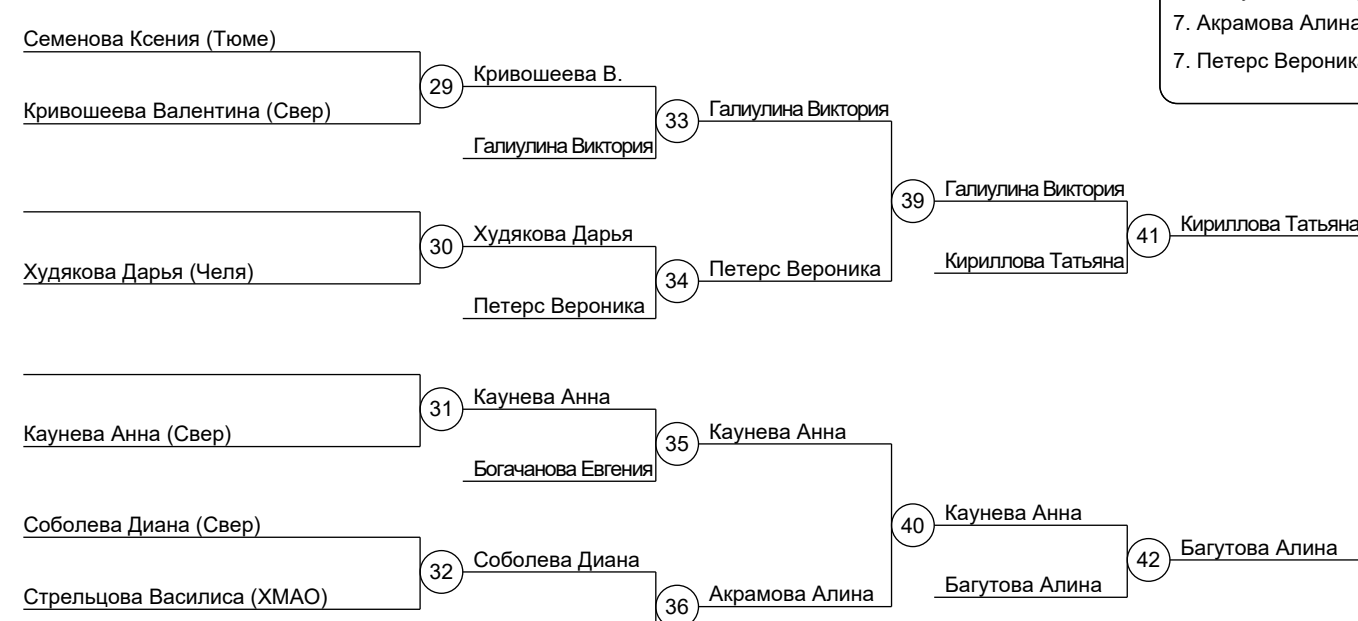 7. Акрамова Алина
7. Петерс Вероник
Семенова Ксения (Тюме)
29
Кривошеева В.
Кривошеева Валентина (Свер)
33
Галиулина Виктория
Галиулина Виктория
39
Галиулина Виктория
41
Кириллова Татьяна
30
Худякова Дарья
Худякова Дарья (Челя)
34
Петерс Вероника
Кириллова Татьяна
Петерс Вероника
31
Каунева Анна
Каунева Анна (Свер)
35
Каунева Анна
Богачанова Евгения
Соболева Диана (Свер)
40
Каунева Анна
32
Соболева Диана
42
Багутова Алина
Стрельцова Василиса (ХМАО)
36
Акрамова Алина
Багутова Алина